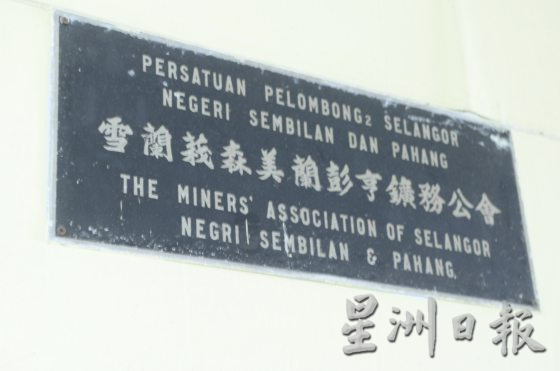 PERSATUAN PELOMBONG2 SELANGOR
NEGERI SEMBILAN DAN PAHANG
雪蘭莪森美蘭彭亨鑛務公會
THE MINERS' ASSOCIATION OF SELANGOR
NEGRI SEMBILAN & PAHANG.
星洲日報